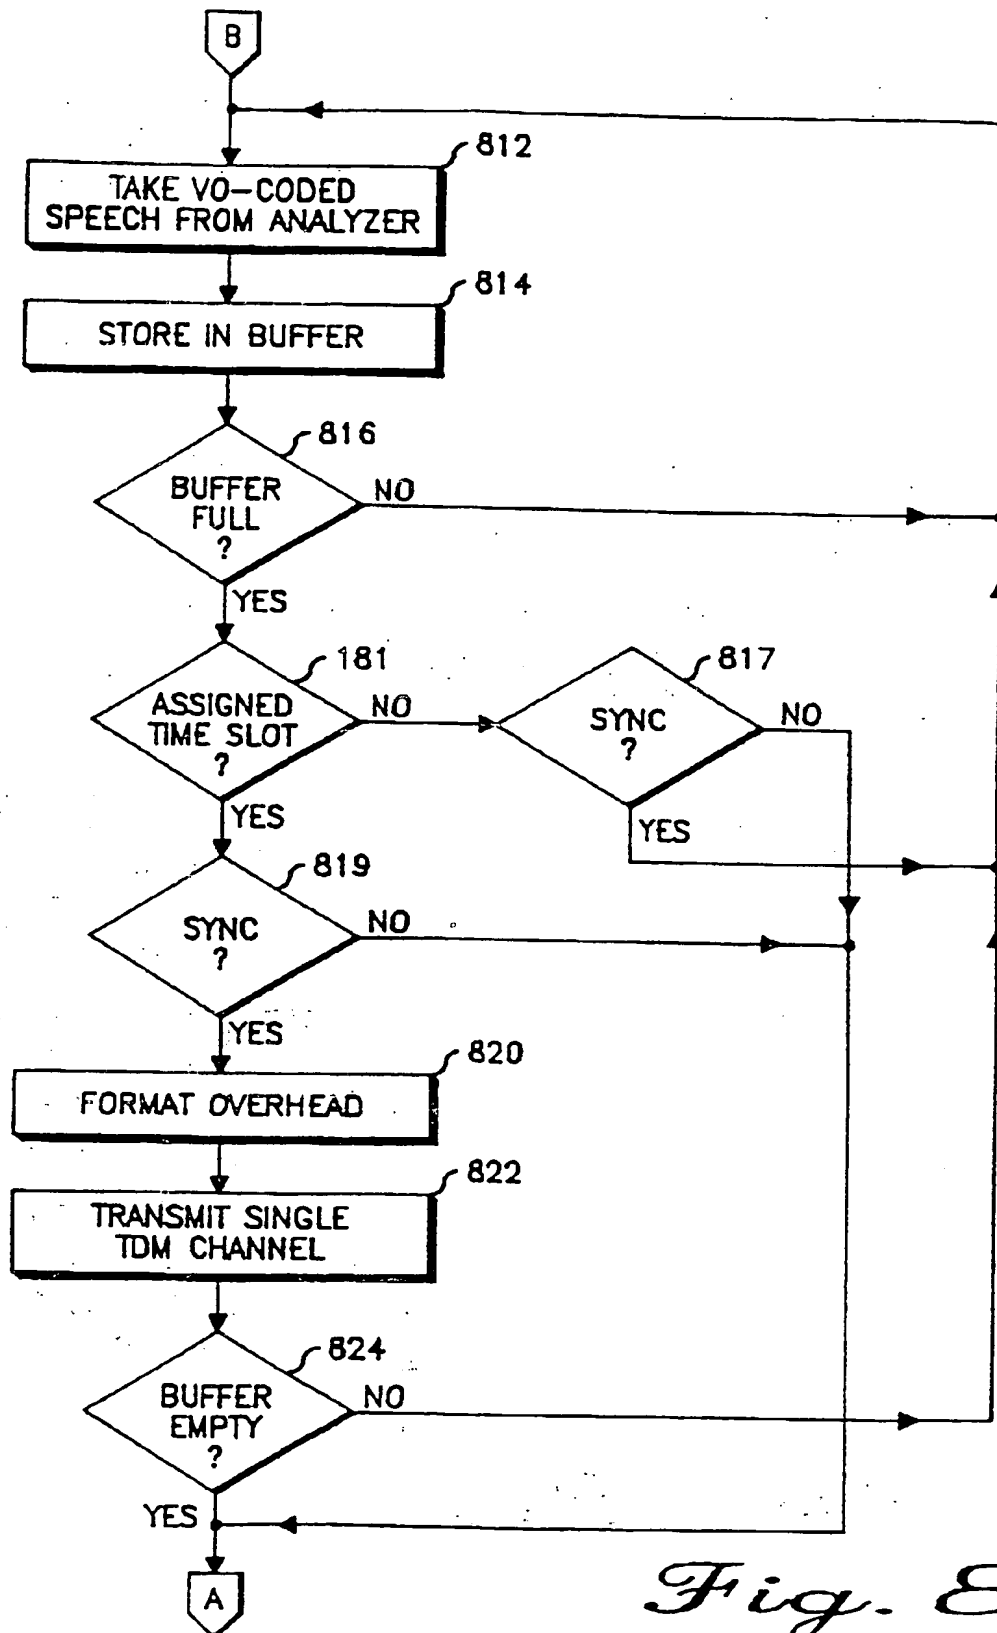 B
812
TAKE VO-CODED
SPEECH FROM ANALYZER
814
STORE IN BUFFER
816
BUFFER
FULL
?
NO
YES
181
ASSIGNED
TIME SLOT
?
NO
YES
817
SYNC
?
NO
YES
819
SYNC
?
NO
YES
820
FORMAT OVERHEAD
822
TRANSMIT SINGLE
TDM CHANNEL
824
BUFFER
EMPTY
?
NO
YES
A
Fig.